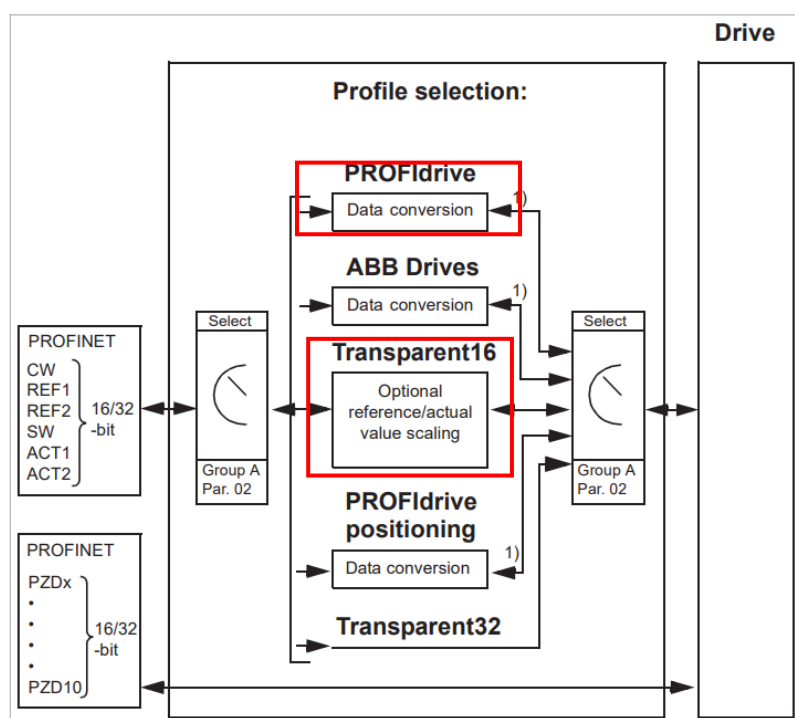 Drive
Profile selection:
PROFIdrive
1)
Data conversion
ABB Drives
1)
Data conversion
Select
Select
Transparent16
PROFINET
CW
REF1
REF2
SW
ACT1
ACT2
16/32
-bit
Optional
reference/actual
value scaling
Group A
Par. 02
Group A
Par. 02
PROFIdrive
positioning
1)
Data conversion
PROFINET
PZDx
•
•
•
•
PZD10
16/32
-bit
Transparent32